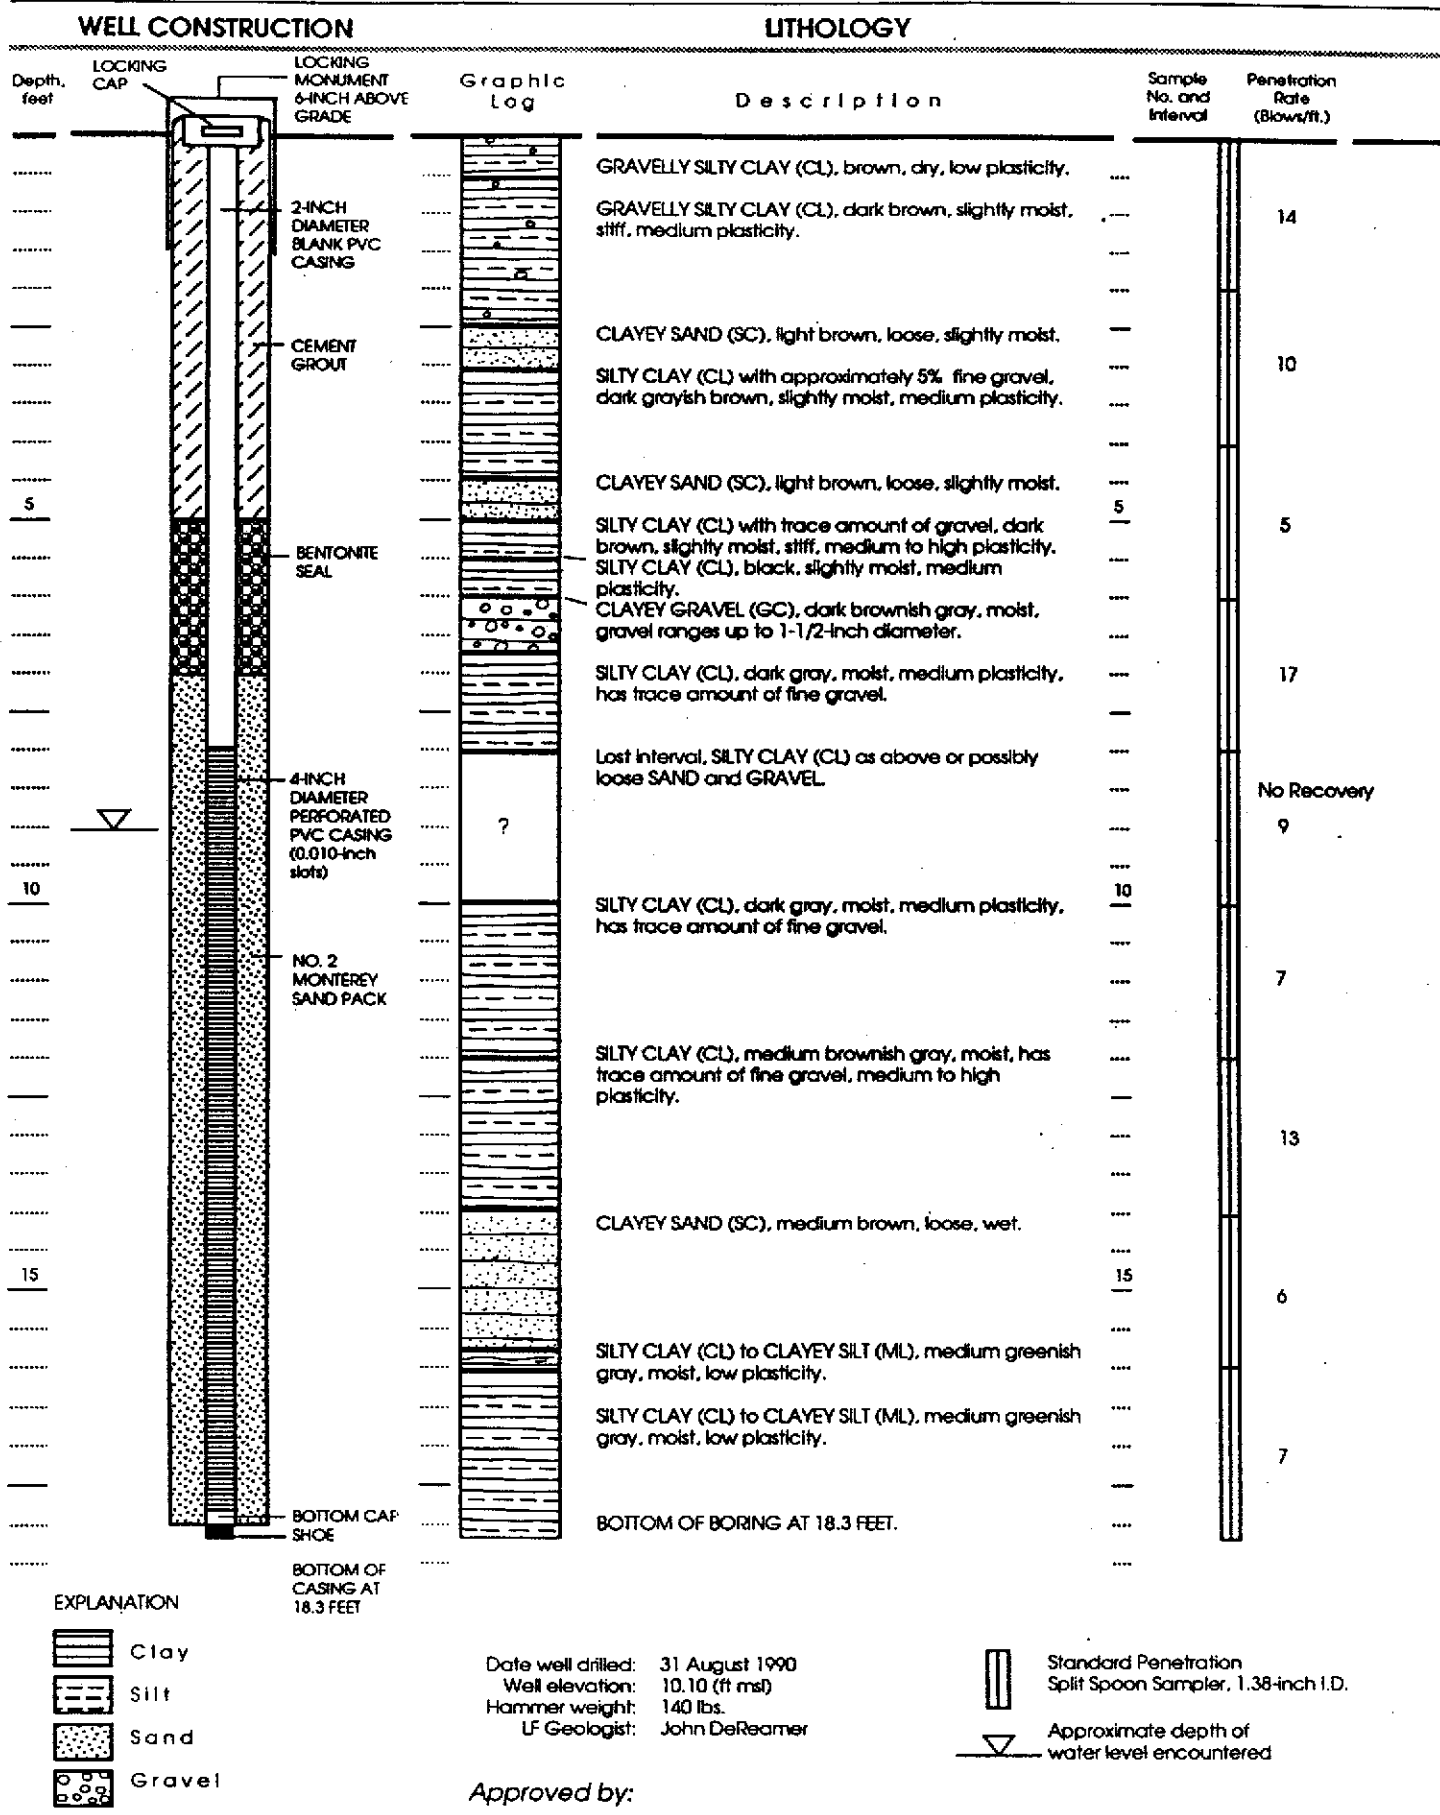 WELL CONSTRUCTION
LITHOLOGY
Depth, feet
LOCKING
CAP
LOCKING
MONUMENT
6-INCH ABOVE
GRADE
Graphic
Log
Description
Sample
No. and
Interval
Penetration
Rate
(Blows/ft.)
2-INCH
DIAMETER
BLANK PVC
CASING
CEMENT
GROUT
5
BENTONITE
SEAL
4-INCH
DIAMETER
PERFORATED
PVC CASING
(0.010-inch
slots)
10
NO. 2
MONTEREY
SAND PACK
15
BOTTOM CAP
SHOE
BOTTOM OF
CASING AT
18.3 FEET
?
GRAVELLY SILTY CLAY (CL), brown, dry, low plasticity.
GRAVELLY SILTY CLAY (CL), dark brown, slightly moist,
stiff, medium plasticity.
CLAYEY SAND (SC), light brown, loose, slightly moist.
SILTY CLAY (CL) with approximately 5% fine gravel,
dark grayish brown, slightly moist, medium plasticity.
CLAYEY SAND (SC), light brown, loose, slightly moist.
SILTY CLAY (CL) with trace amount of gravel, dark
brown, slightly moist, stiff, medium to high plasticity.
SILTY CLAY (CL), black, slightly moist, medium
plasticity.
CLAYEY GRAVEL (GC), dark brownish gray, moist,
gravel ranges up to 1-1/2-inch diameter.
SILTY CLAY (CL), dark gray, moist, medium plasticity,
has trace amount of fine gravel.
Lost interval, SILTY CLAY (CL) as above or possibly
loose SAND and GRAVEL.
SILTY CLAY (CL), dark gray, moist, medium plasticity,
has trace amount of fine gravel.
SILTY CLAY (CL), medium brownish gray, moist, has
trace amount of fine gravel, medium to high
plasticity.
CLAYEY SAND (SC), medium brown, loose, wet.
SILTY CLAY (CL) to CLAYEY SILT (ML), medium greenish
gray, moist, low plasticity.
SILTY CLAY (CL) to CLAYEY SILT (ML), medium greenish
gray, moist, low plasticity.
BOTTOM OF BORING AT 18.3 FEET.
5
10
15
14
10
5
17
No Recovery
9
7
13
6
7
EXPLANATION
Clay
Silt
Sand
Gravel
Date well drilled: 31 August 1990
Well elevation: 10.10 (ft msl)
Hammer weight: 140 lbs.
LF Geologist: John DeReamer
Approved by:
Standard Penetration
Split Spoon Sampler, 1.38-inch I.D.
Approximate depth of
water level encountered